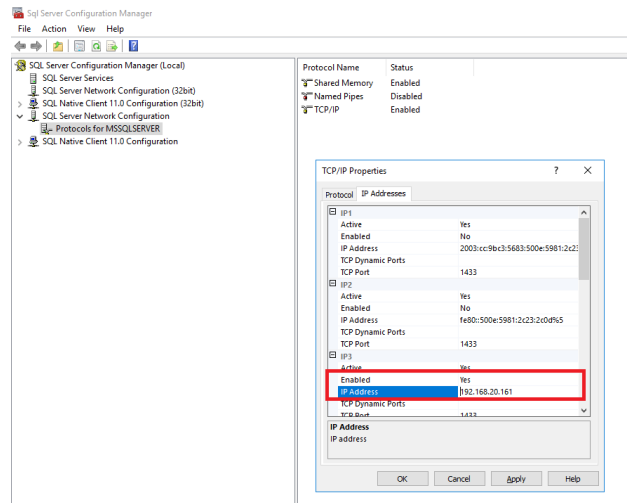 Sql Server Configuration Manager
File Action View Help
SQL Server Configuration Manager (Local)
SQL Server Services
SQL Server Network Configuration (32bit)
SQL Native Client 11.0 Configuration (32bit)
SQL Server Network Configuration
Protocols for MSSQLSERVER
SQL Native Client 11.0 Configuration
Protocol Name Status
Shared Memory Enabled
Named Pipes Disabled
TCP/IP Enabled
TCP/IP Properties ? X
Protocol IP Addresses
IP1
Active Yes
Enabled No
IP Address 2003:cc:9bc3:5683:500e:5981:2c23
TCP Dynamic Ports
TCP Port 1433
IP2
Active Yes
Enabled No
IP Address fe80::500e:5981:2c23:2c0d%5
TCP Dynamic Ports
TCP Port 1433
IP3
Active Yes
Enabled Yes
IP Address 192.168.20.161
TCP Dynamic Ports
TCP Port 1433
IP Address
IP address
OK Cancel Apply Help